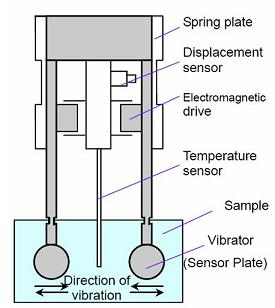 Spring plate
Displacement
sensor
Electromagnetic
drive
Temperature
sensor
Sample
Vibrator
(Sensor Plate)
Direction of
vibration